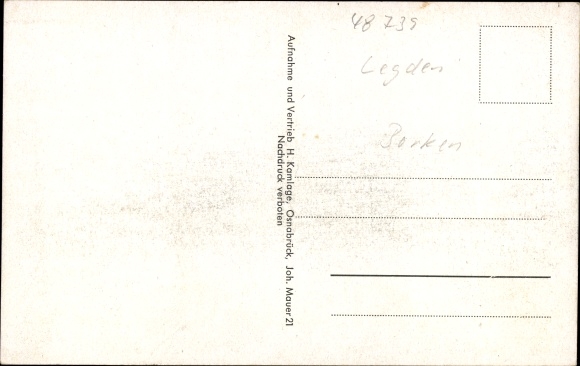 48739
Legden
Borken
Aufnahme und Vertrieb H. Kamlage, Osnabrück, Joh. Mauer 21
Nachdruck verboten